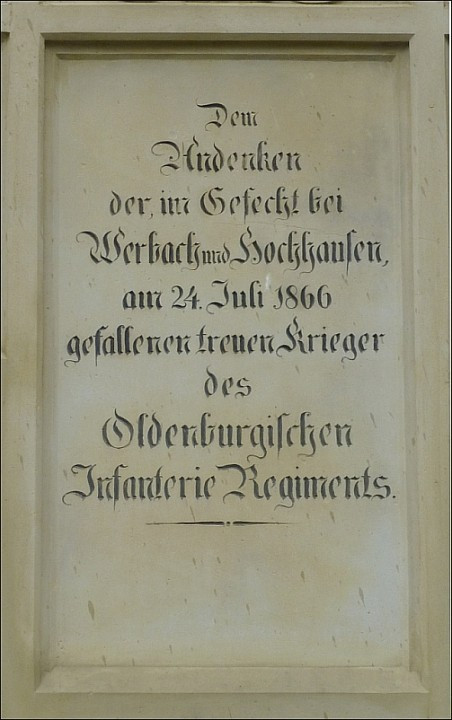 Dem
Andenken
der, im Gefecht bei
Werbach und Hochhausen,
am 24. Juli 1866
gefallenen treuen Krieger
des
Oldenburgischen
Infanterie Regiments.